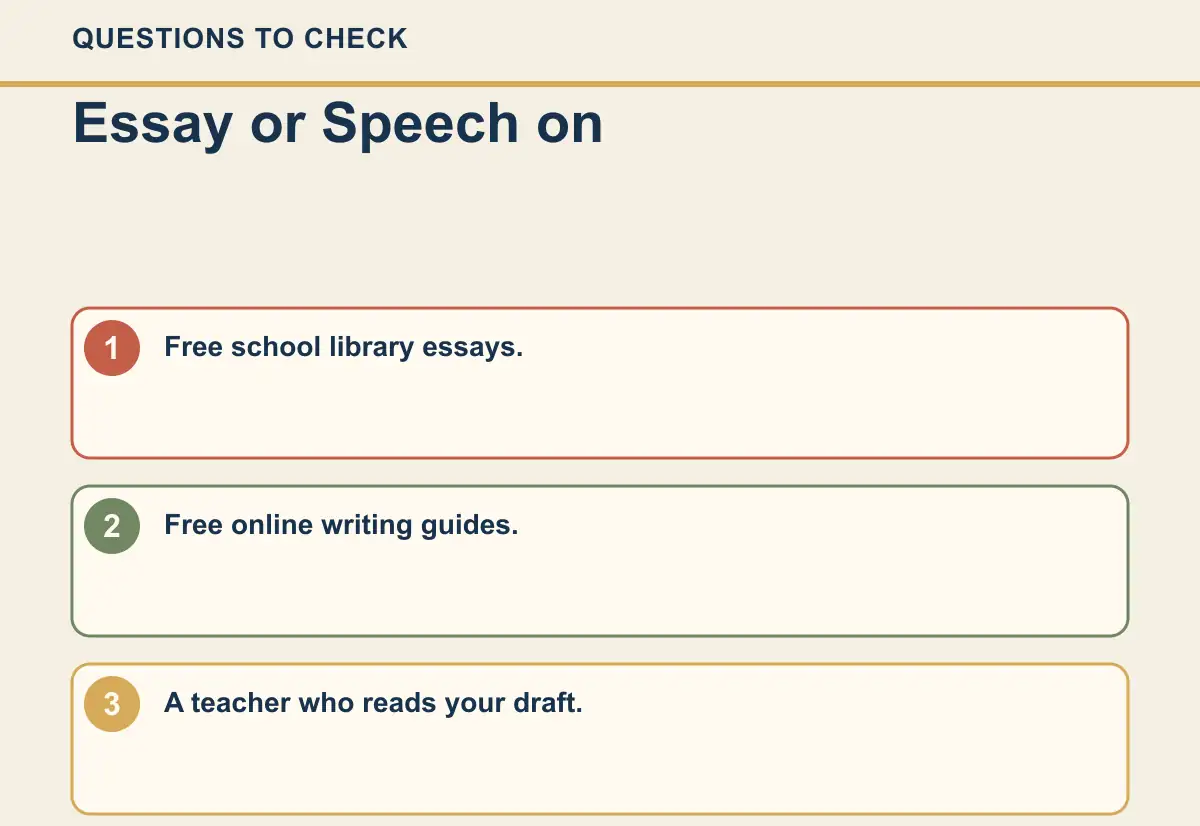 QUESTIONS TO CHECK
Essay or Speech on
1
Free school library essays.
2
Free online writing guides.
3
A teacher who reads your draft.